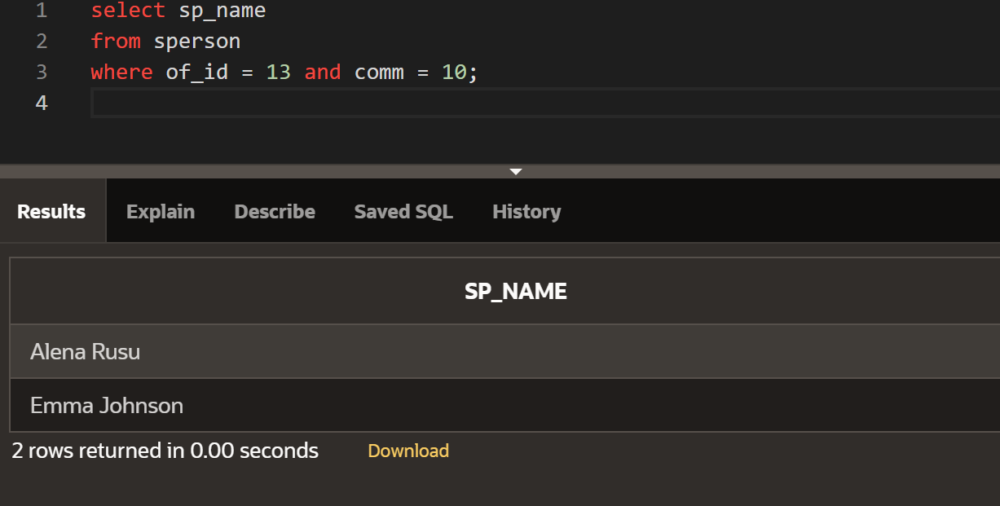 1 select sp_name
2 from sperson
3 where of_id = 13 and comm = 10;
4
Results Explain Describe Saved SQL History
SP_NAME
Alena Rusu
Emma Johnson
2 rows returned in 0.00 seconds Download